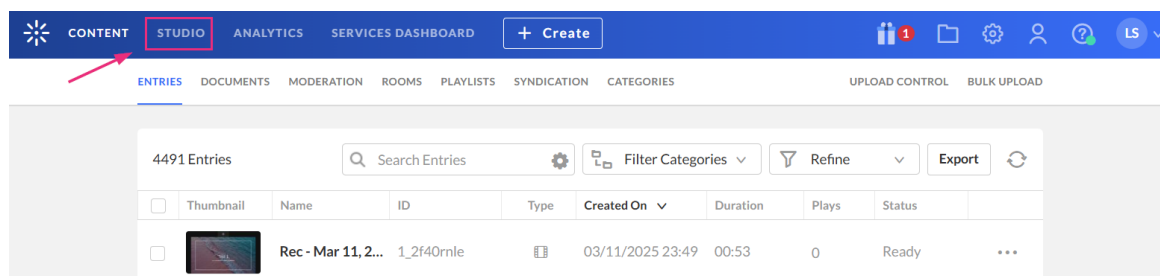 CONTENT STUDIO ANALYTICS SERVICES DASHBOARD + Create 1 LS
ENTRIES DOCUMENTS MODERATION ROOMS PLAYLISTS SYNDICATION CATEGORIES UPLOAD CONTROL BULK UPLOAD
4491 Entries Search Entries Filter Categories Refine Export
Thumbnail Name ID Type Created On Duration Plays Status
Rec - Mar 11, 2... 1_2f40rnle 03/11/2025 23:49 00:53 0 Ready